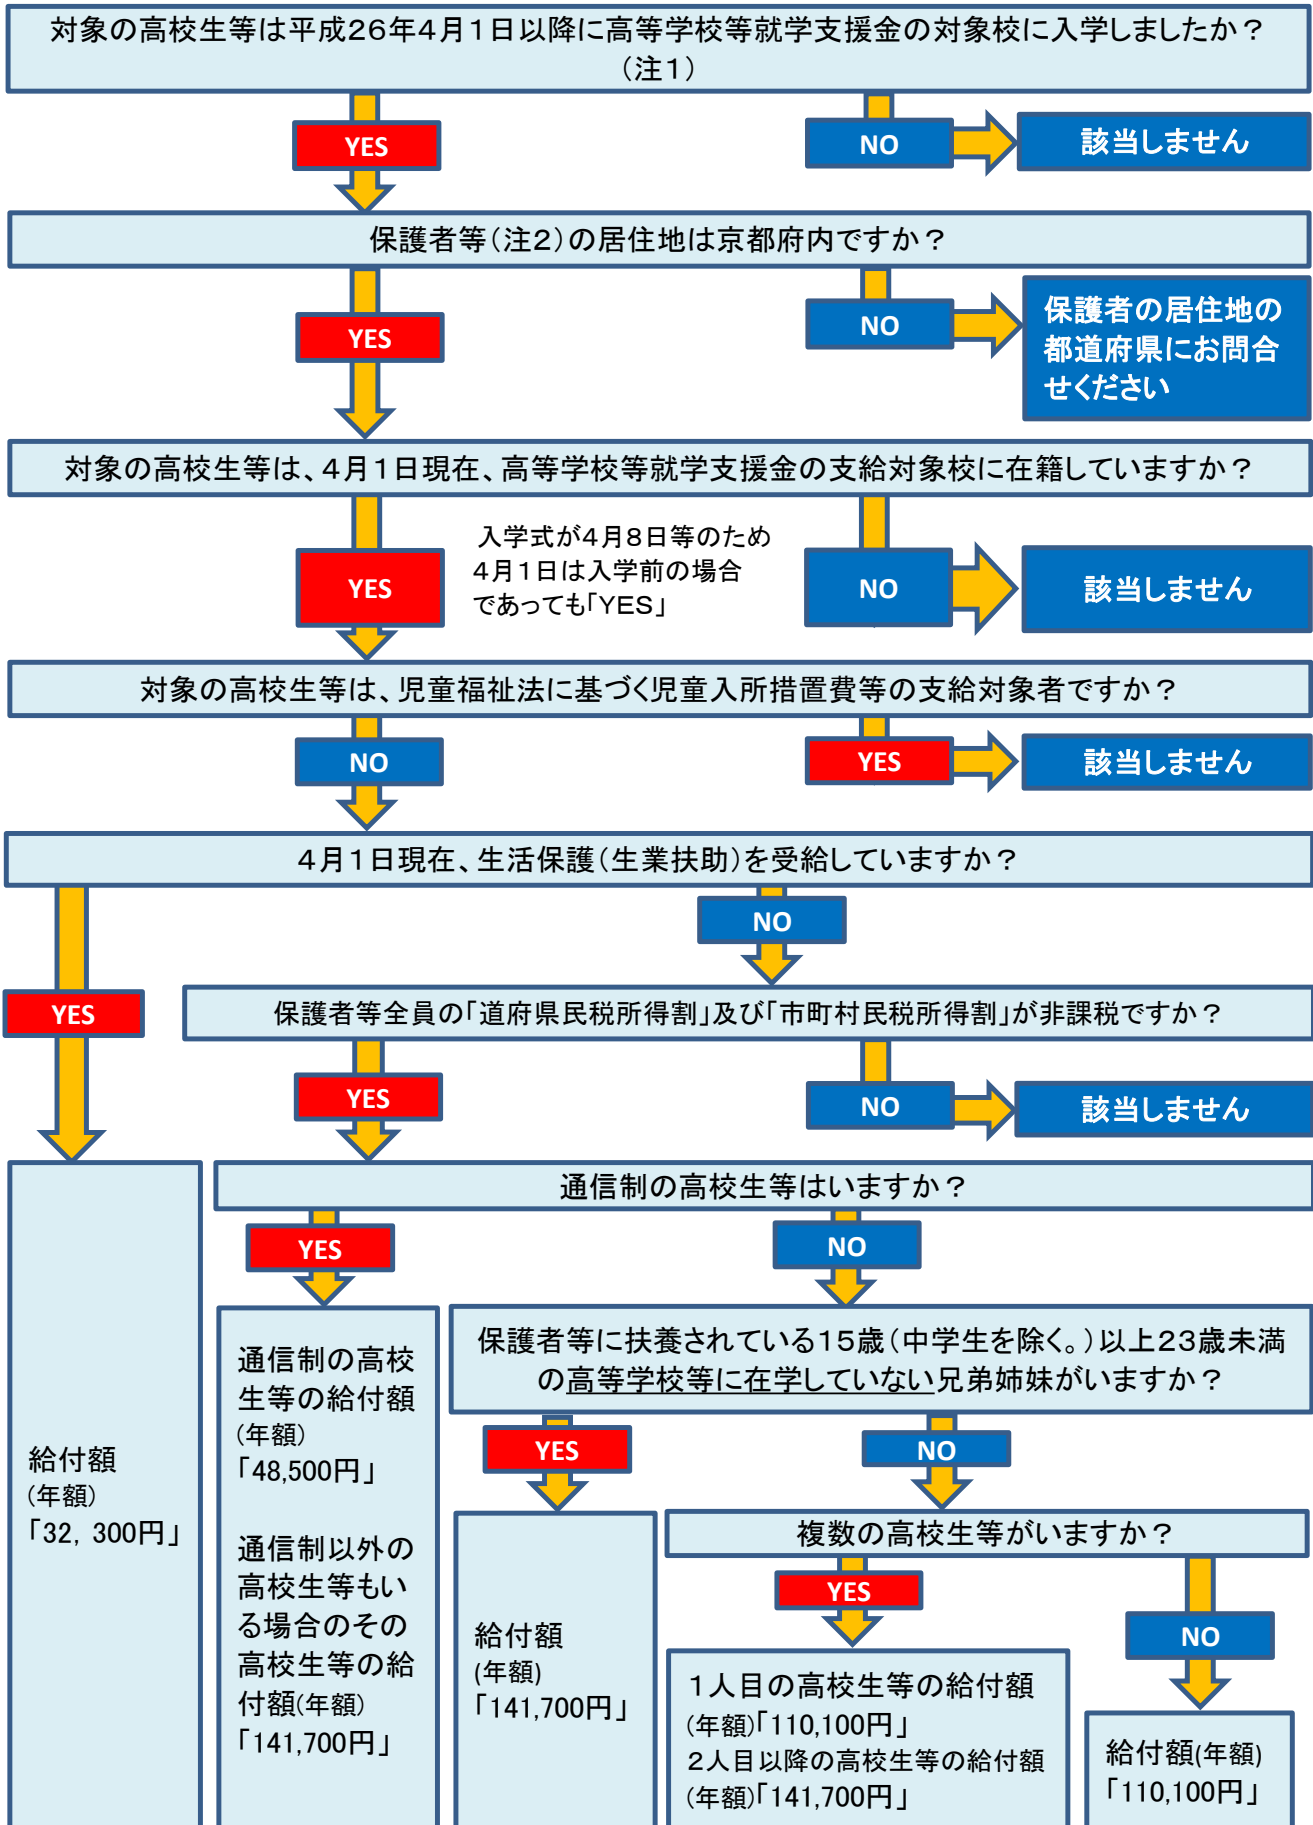 対象の高校生等は平成26年4月1日以降に高等学校等就学支援金の対象校に入学しましたか？
（注1）
YES
NO
該当しません
保護者等（注2）の居住地は京都府内ですか？
YES
NO
保護者の居住地の
都道府県にお問合
せください
対象の高校生等は、4月1日現在、高等学校等就学支援金の支給対象校に在籍していますか？
YES
入学式が4月8日等のため
4月1日は入学前の場合
であっても「YES」
NO
該当しません
対象の高校生等は、児童福祉法に基づく児童入所措置費等の支給対象者ですか？
NO
YES
該当しません
4月1日現在、生活保護（生業扶助）を受給していますか？
NO
YES
保護者等全員の「道府県民税所得割」及び「市町村民税所得割」が非課税ですか？
YES
NO
該当しません
通信制の高校生等はいますか？
YES
NO
給付額
(年額)
「32, 300円」
通信制の高校
生等の給付額
(年額)
「48,500円」
通信制以外の
高校生等もい
る場合のその
高校生等の給
付額(年額)
「141,700円」
保護者等に扶養されている15歳（中学生を除く。）以上23歳未満
の高等学校等に在学していない兄弟姉妹がいますか？
YES
NO
給付額
(年額)
「141,700円」
複数の高校生等がいますか？
YES
NO
1人目の高校生等の給付額
(年額)「110,100円」
2人目以降の高校生等の給付額
(年額)「141,700円」
給付額(年額)
「110,100円」